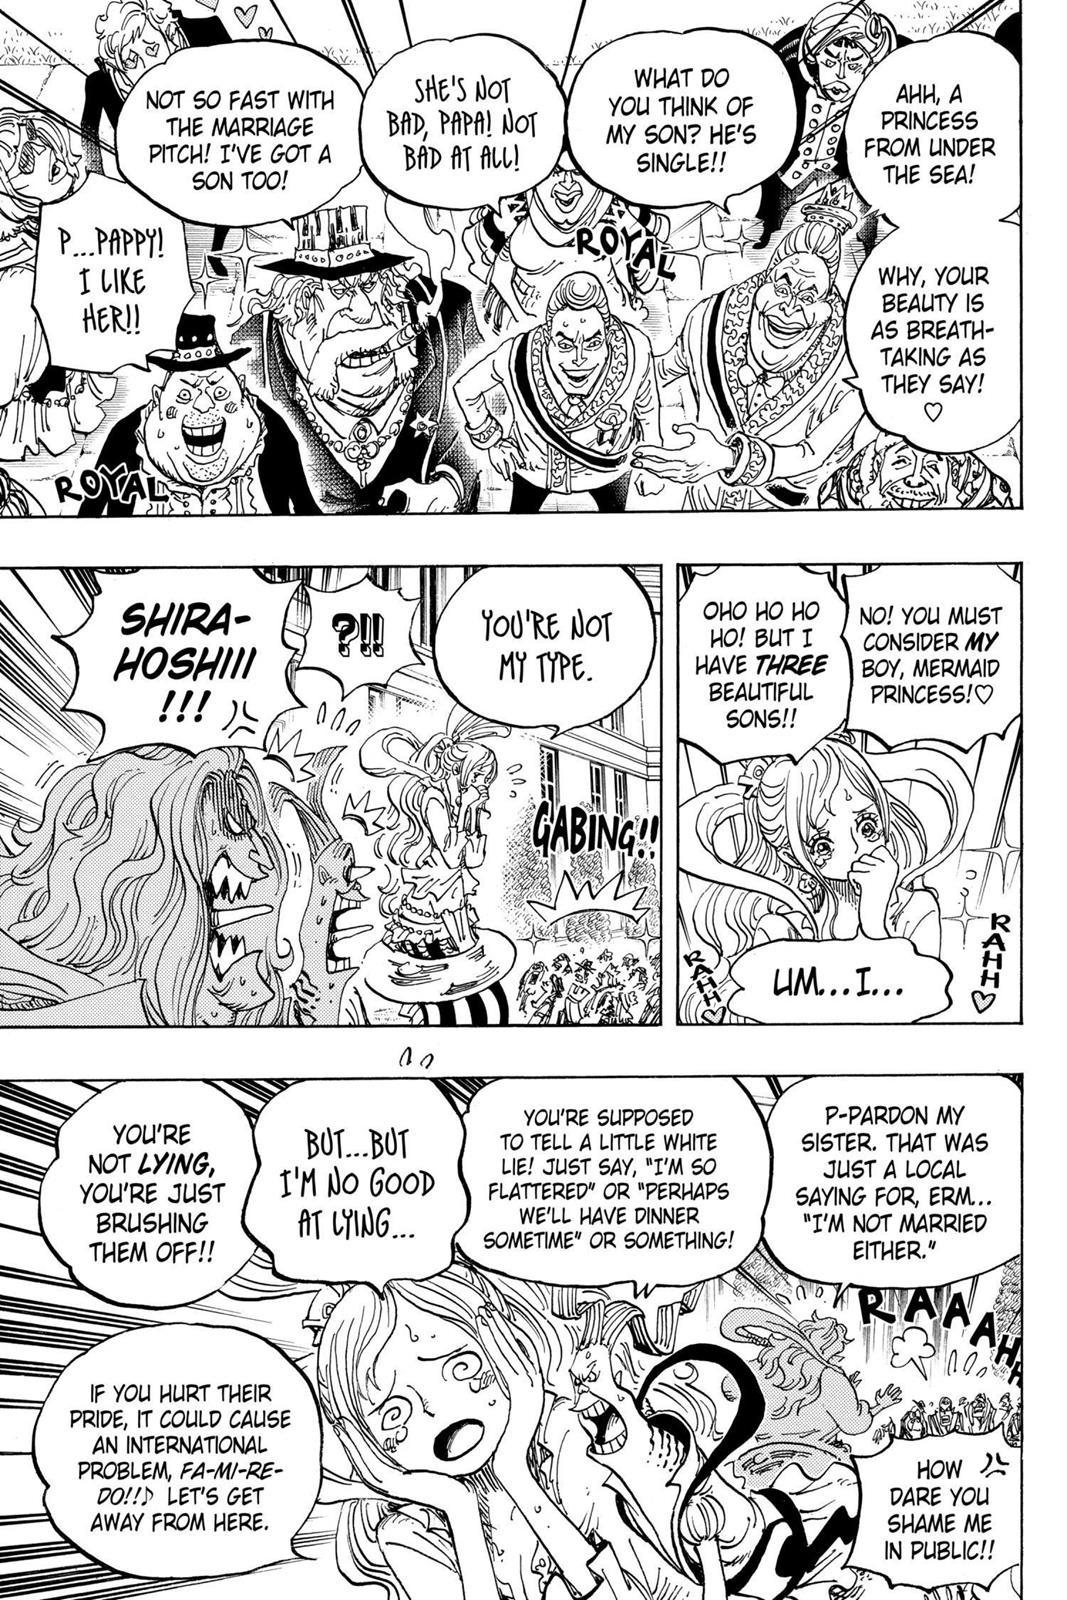 AHH, A
PRINCESS
FROM UNDER
THE SEA!
WHY, YOUR
BEAUTY IS
AS BREATH-
TAKING AS
THEY SAY!
♡
WHAT DO
YOU THINK OF
MY SON? HE'S
SINGLE!!
SHE'S NOT
BAD, PAPA! NOT
BAD AT ALL!
ROYAL
NOT SO FAST WITH
THE MARRIAGE
PITCH! I'VE GOT A
SON TOO!
P...PAPPY!
I LIKE
HER!!
ROYAL
NO! YOU MUST
CONSIDER MY
BOY, MERMAID
PRINCESS!♡
OHO HO HO
HO! BUT I
HAVE THREE
BEAUTIFUL
SONS!!
RAHH♡
UM...I...
RAHH♡
YOU'RE NOT
MY TYPE.
GABING!!
?!!
SHIRA-
HOSHIII
!!!
P-PARDON MY
SISTER. THAT WAS
JUST A LOCAL
SAYING FOR, ERM...
"I'M NOT MARRIED
EITHER."
YOU'RE SUPPOSED
TO TELL A LITTLE WHITE
LIE! JUST SAY, "I'M SO
FLATTERED" OR "PERHAPS
WE'LL HAVE DINNER
SOMETIME" OR SOMETHING!
BUT...BUT
I'M NO GOOD
AT LYING...
YOU'RE
NOT LYING,
YOU'RE JUST
BRUSHING
THEM OFF!!
RAAAAHH
HOW
DARE YOU
SHAME ME
IN PUBLIC!!
IF YOU HURT THEIR
PRIDE, IT COULD CAUSE
AN INTERNATIONAL
PROBLEM, FA-MI-RE-
DO!!♪ LET'S GET
AWAY FROM HERE.